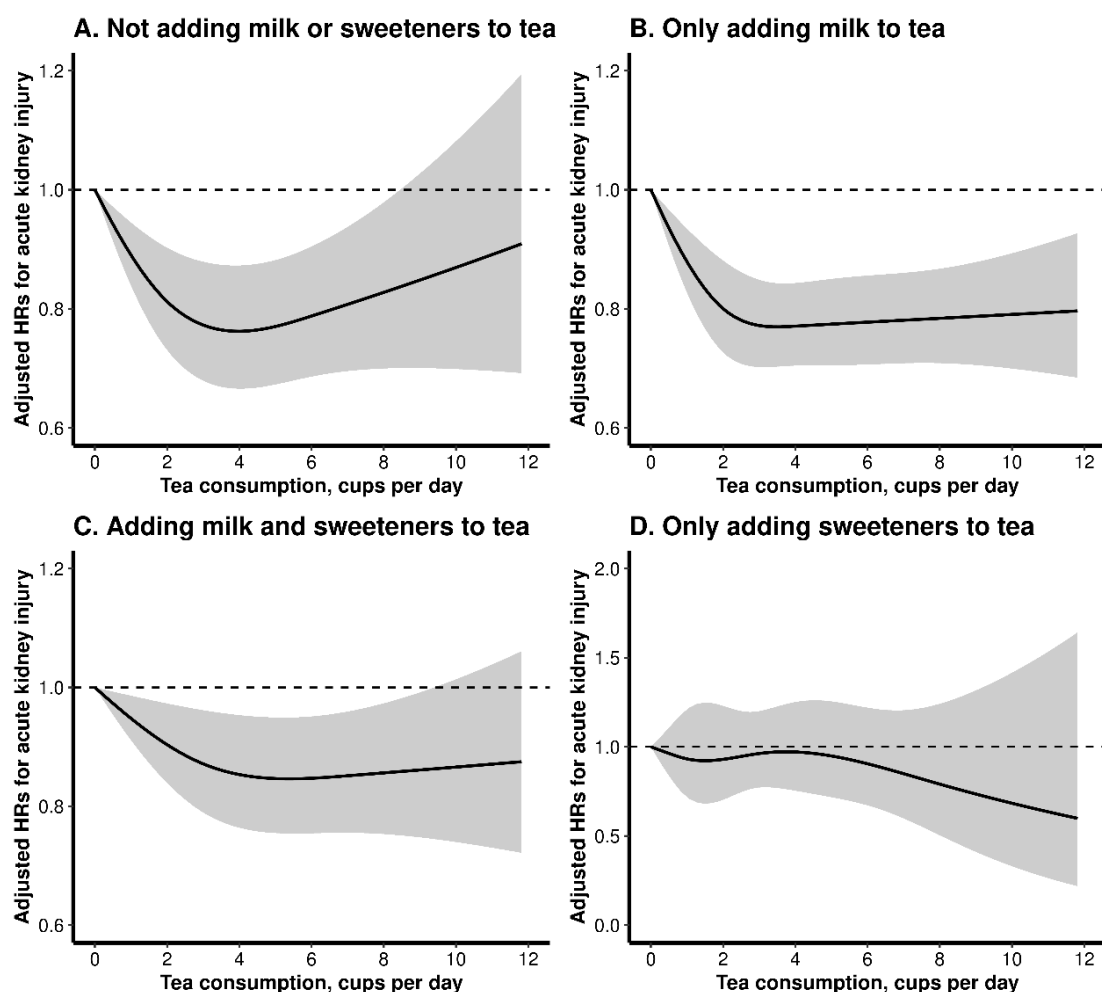 A. Not adding milk or sweeteners to tea
Adjusted HRs for acute kidney injury
1.2
1.0
0.8
0.6
0 2 4 6 8 10 12
Tea consumption, cups per day
B. Only adding milk to tea
Adjusted HRs for acute kidney injury
1.2
1.0
0.8
0.6
0 2 4 6 8 10 12
Tea consumption, cups per day
C. Adding milk and sweeteners to tea
Adjusted HRs for acute kidney injury
1.2
1.0
0.8
0.6
0 2 4 6 8 10 12
Tea consumption, cups per day
D. Only adding sweeteners to tea
Adjusted HRs for acute kidney injury
2.0
1.5
1.0
0.5
0.0
0 2 4 6 8 10 12
Tea consumption, cups per day